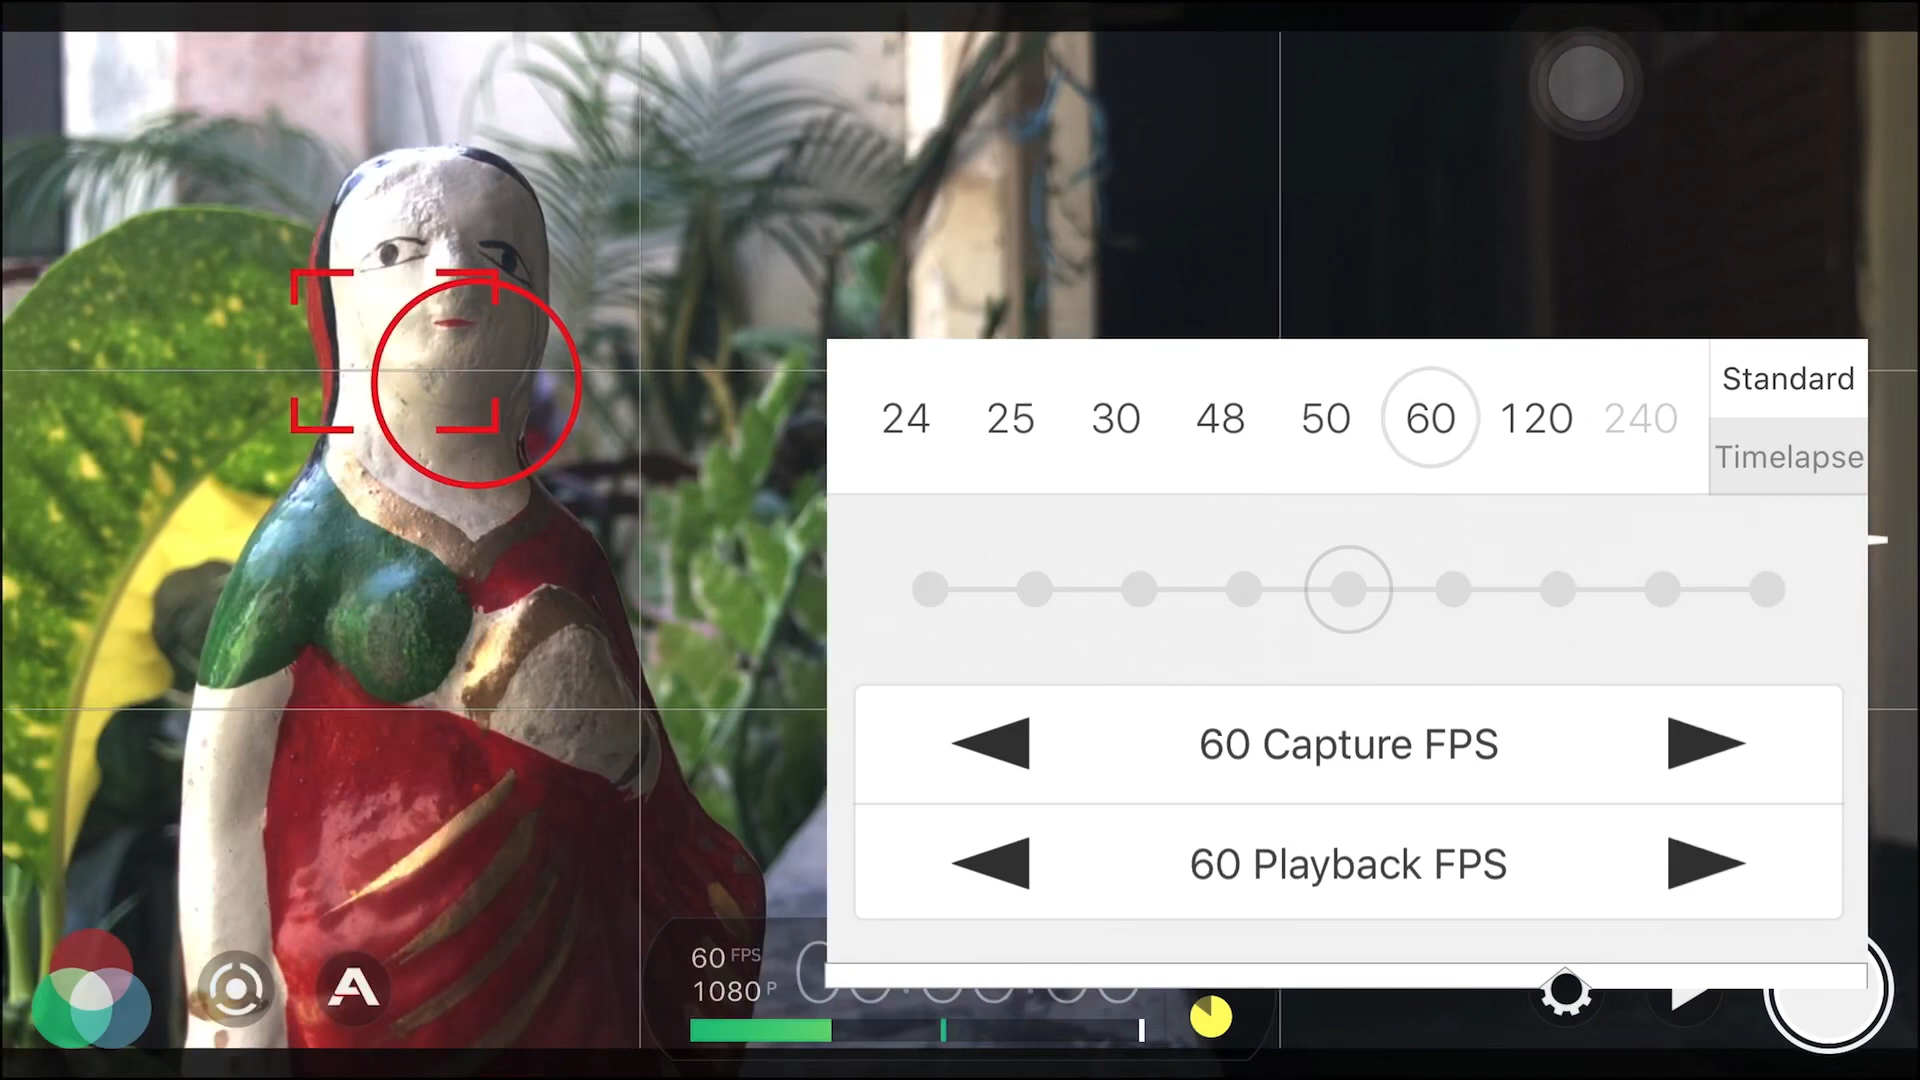 24 25 30 48 50 60 120 240
Standard
Timelapse
60 Capture FPS
60 Playback FPS
60 FPS
1080 P
A